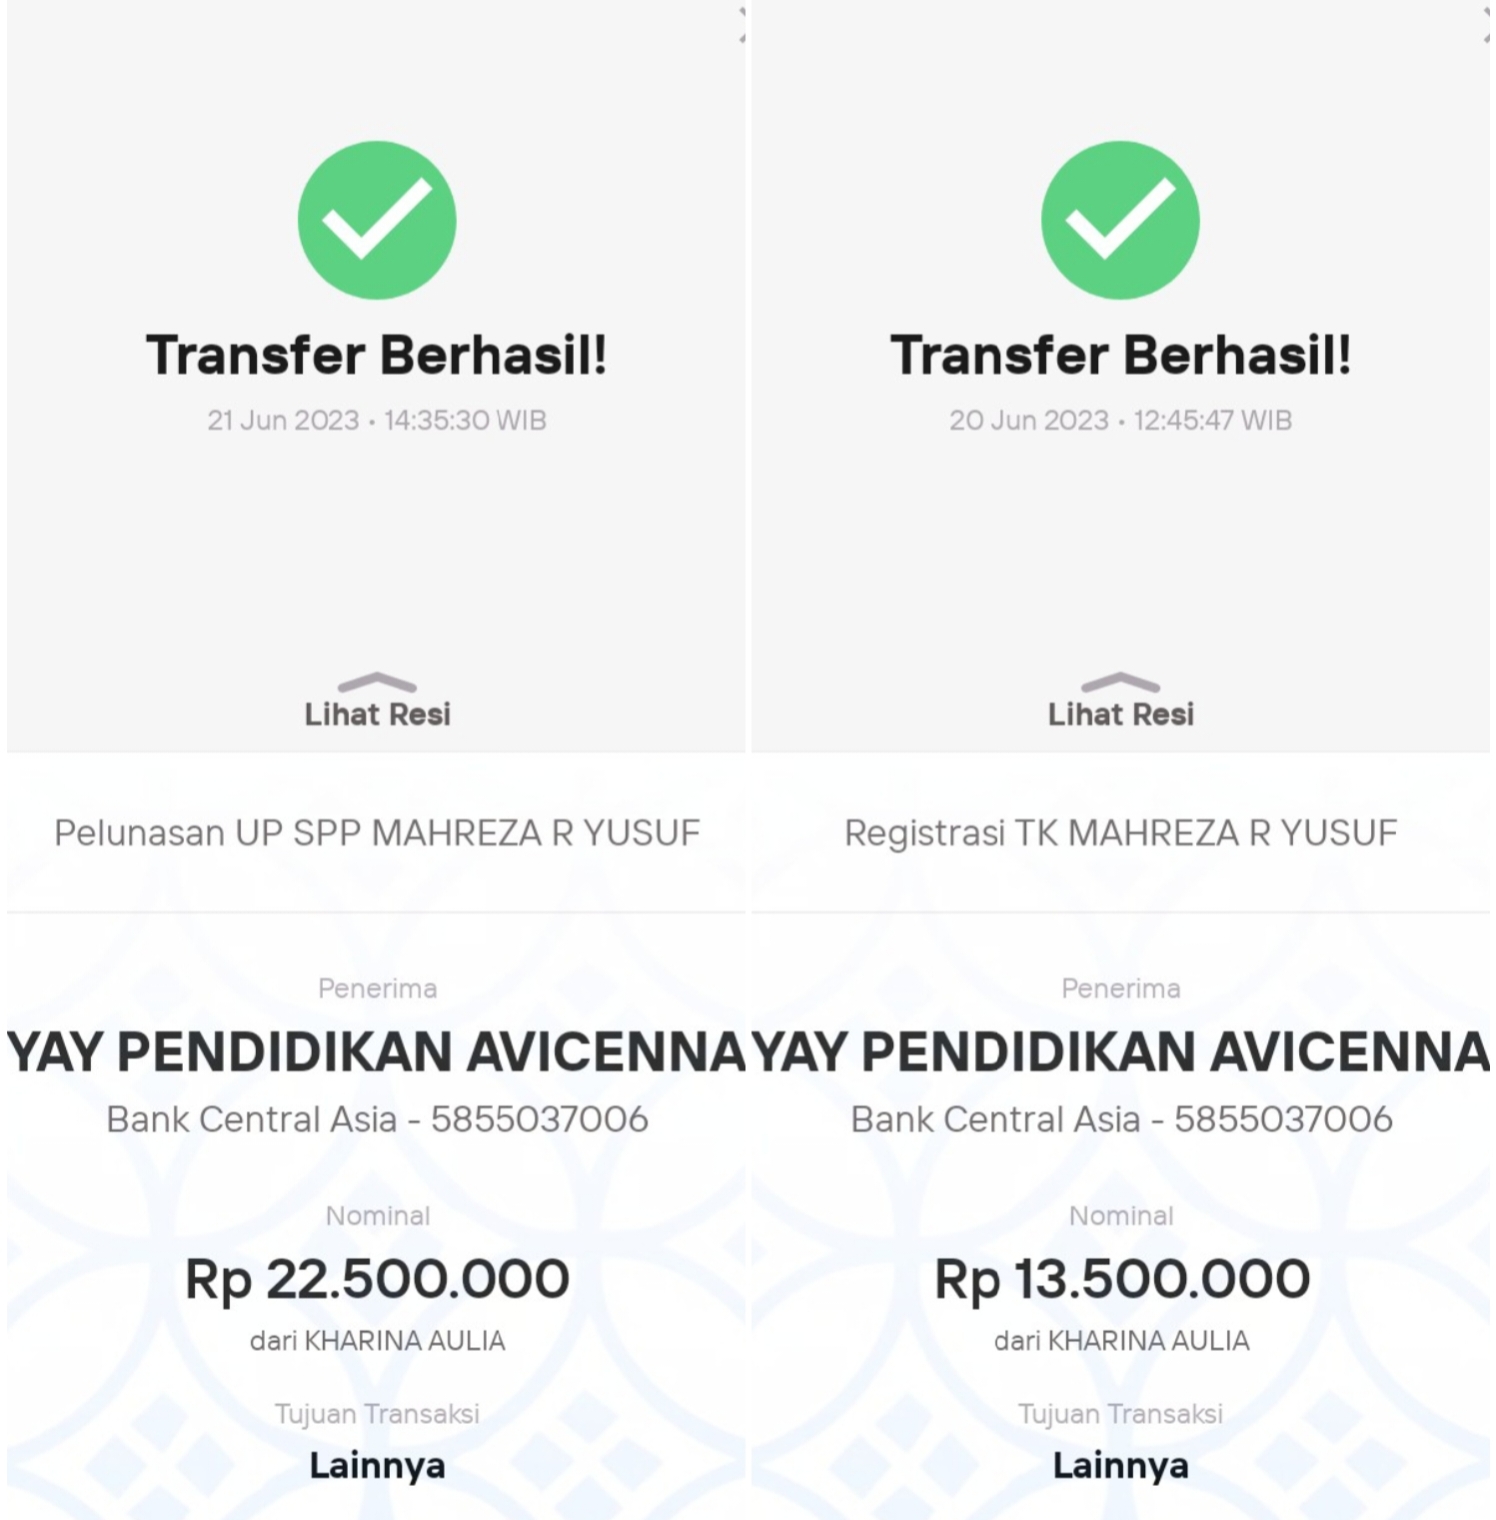 Transfer Berhasil!
21 Jun 2023 • 14:35:30 WIB
Lihat Resi
Pelunasan UP SPP MAHREZA R YUSUF
Penerima
YAY PENDIDIKAN AVICENNA
Bank Central Asia - 5855037006
Nominal
Rp 22.500.000
dari KHARINA AULIA
Tujuan Transaksi
Lainnya
Transfer Berhasil!
20 Jun 2023 • 12:45:47 WIB
Lihat Resi
Registrasi TK MAHREZA R YUSUF
Penerima
YAY PENDIDIKAN AVICENNA
Bank Central Asia - 5855037006
Nominal
Rp 13.500.000
dari KHARINA AULIA
Tujuan Transaksi
Lainnya